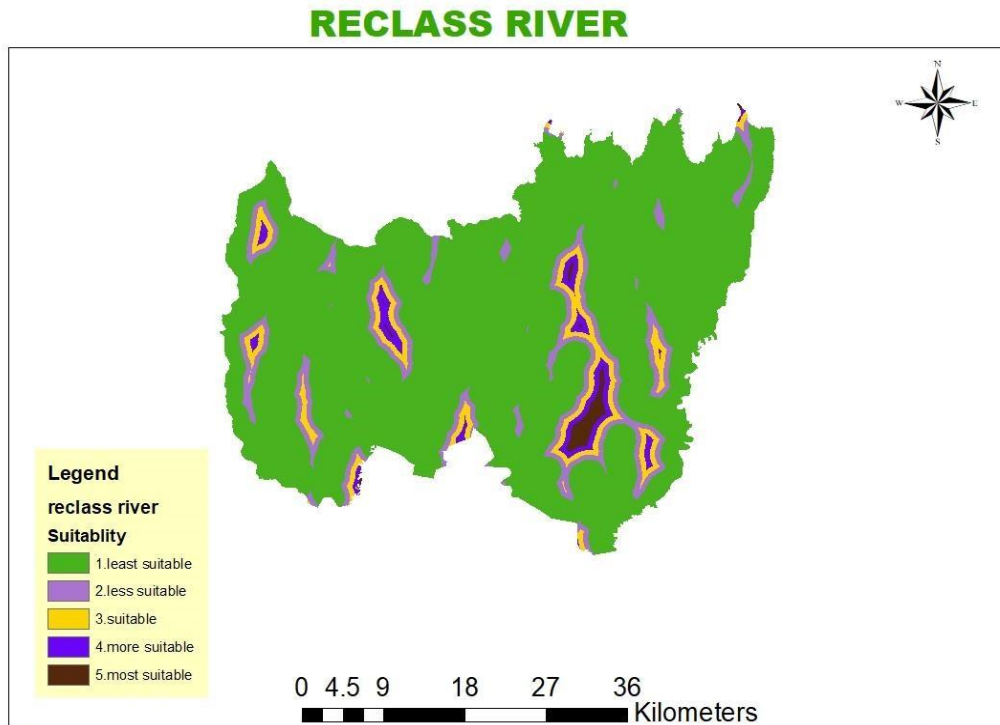 RECLASS RIVER
N
W E
S
Legend
reclass river
Suitablity
1.least suitable
2.less suitable
3.suitable
4.more suitable
5.most suitable
0 4.5 9 18 27 36
Kilometers